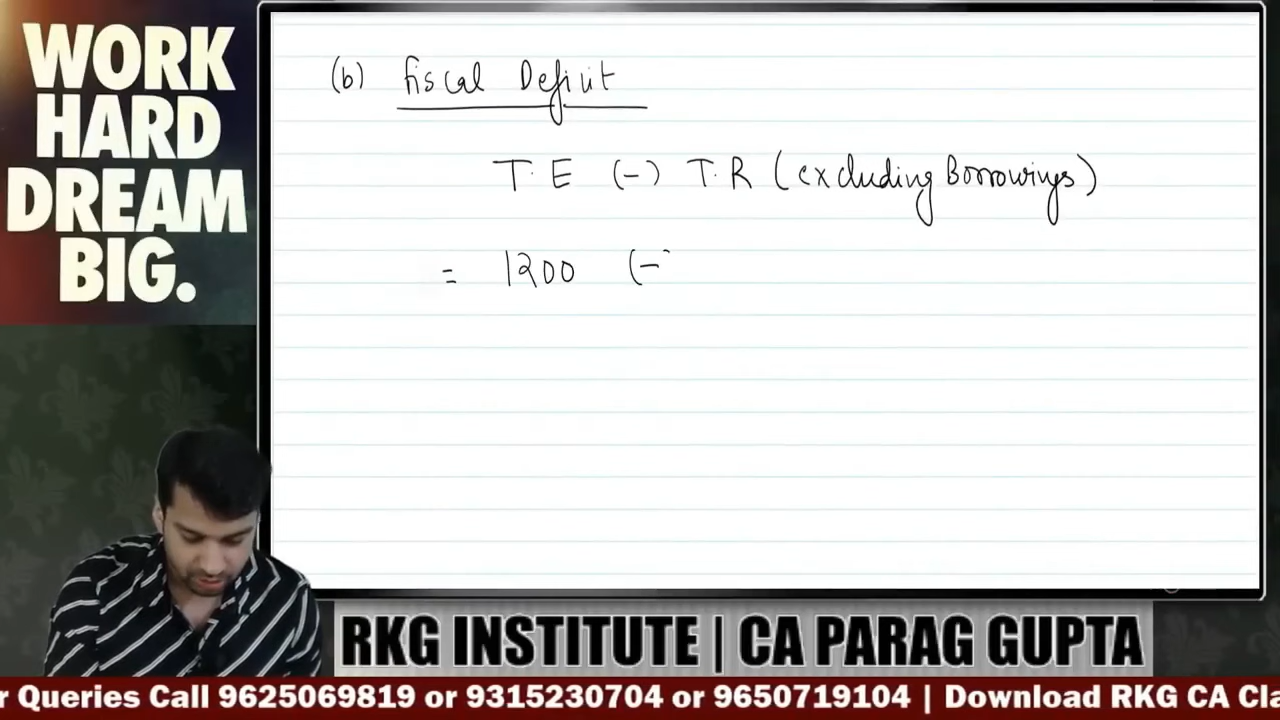 WORK
HARD
DREAM
BIG.
(b) Fiscal Deficit
T.E (-) T.R (excluding Borrowings)
= 1200 (-
RKG INSTITUTE | CA PARAG GUPTA
r Queries Call 9625069819 or 9315230704 or 9650719104 | Download RKG CA Cla